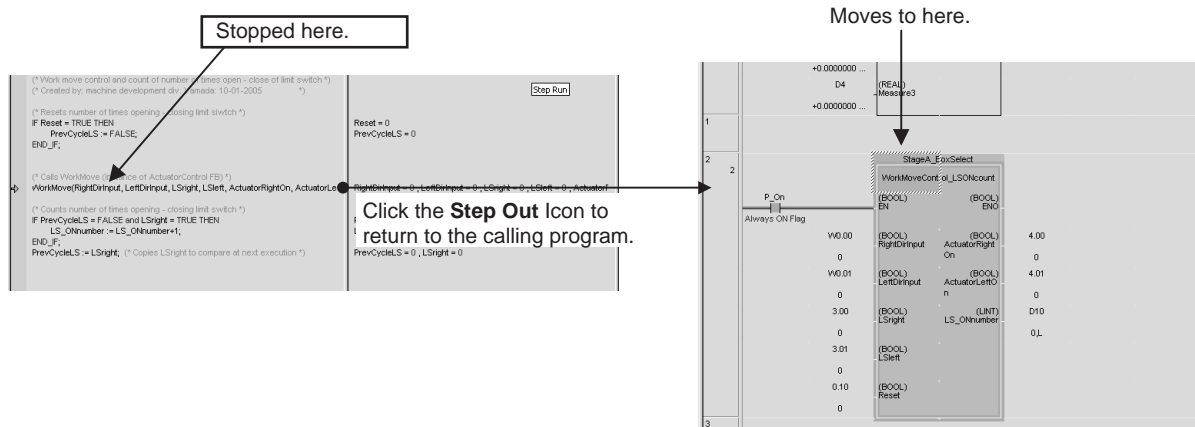 Stopped here.
Moves to here.
(* Work move control and count of number of times open - close of limit switch *)
(* Created by: machine development div. Yamada: 10-01-2005 *)
Step Run
(* Resets number of times opening - closing limit siwtch *)
IF Reset = TRUE THEN
PrevCycleLS := FALSE;
END_IF;
Reset = 0
PrevCycleLS = 0
(* Calls WorkMove (instance of ActuatorControl FB) *)
WorkMove(RightDirInput, LeftDirInput, LSright, LSleft, ActuatorRightOn, ActuatorLe
RightDirInput = 0 , LeftDirInput = 0 , LSright = 0 , LSleft = 0 , Actuator
(* Counts number of times opening - closing limit switch *)
IF PrevCycleLS = FALSE and LSright = TRUE THEN
LS_ONnumber := LS_ONnumber+1;
END_IF;
PrevCycleLS := LSright; (* Copies LSright to compare at next execution *)
PrevCycleLS = 0 , LSright = 0
Click the Step Out Icon to
return to the calling program.
+0.0000000 ...
D4
(REAL)
Measure3
+0.0000000 ...
1
2
2
StageA_BoxSelect
WorkMoveControl_LSONcount
P_On
Always ON Flag
(BOOL)
EN
(BOOL)
ENO
W0.00
(BOOL)
RightDirInput
(BOOL)
ActuatorRight
On
4.00
0
0
W0.01
(BOOL)
LeftDirInput
(BOOL)
ActuatorLeftO
n
4.01
0
0
3.00
(BOOL)
LSright
(LINT)
LS_ONnumber
D10
0
0,L
3.01
(BOOL)
LSleft
0
0.10
(BOOL)
Reset
0
3